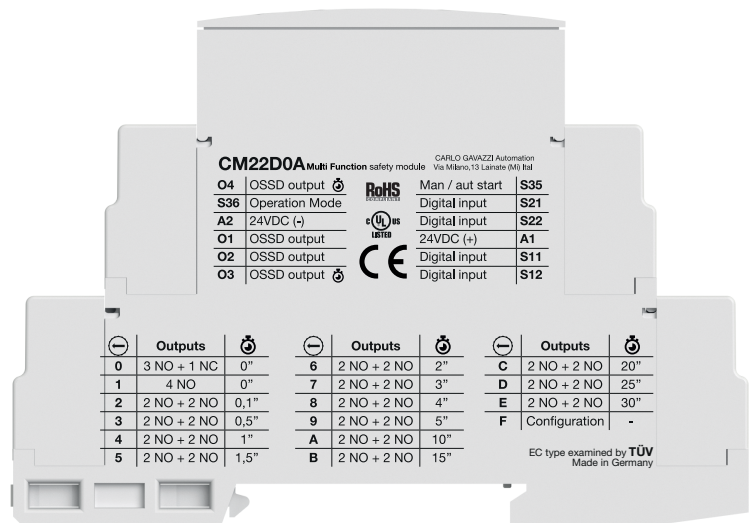 CM22D0A Multi Function safety module
CARLO GAVAZZI Automation
Via Milano,13 Lainate (Mi) Ital
O4 OSSD output
S36 Operation Mode
A2 24VDC (-)
O1 OSSD output
O2 OSSD output
O3 OSSD output
RoHS
COMPLIANT
c UL us
LISTED
CE
Man / aut start S35
Digital input S21
Digital input S22
24VDC (+) A1
Digital input S11
Digital input S12
Outputs
0 3 NO + 1 NC 0”
1 4 NO 0”
2 2 NO + 2 NO 0,1”
3 2 NO + 2 NO 0,5”
4 2 NO + 2 NO 1”
5 2 NO + 2 NO 1,5”
Outputs
6 2 NO + 2 NO 2”
7 2 NO + 2 NO 3”
8 2 NO + 2 NO 4”
9 2 NO + 2 NO 5”
A 2 NO + 2 NO 10”
B 2 NO + 2 NO 15”
Outputs
C 2 NO + 2 NO 20”
D 2 NO + 2 NO 25”
E 2 NO + 2 NO 30”
F Configuration -
EC type examined by TÜV
Made in Germany